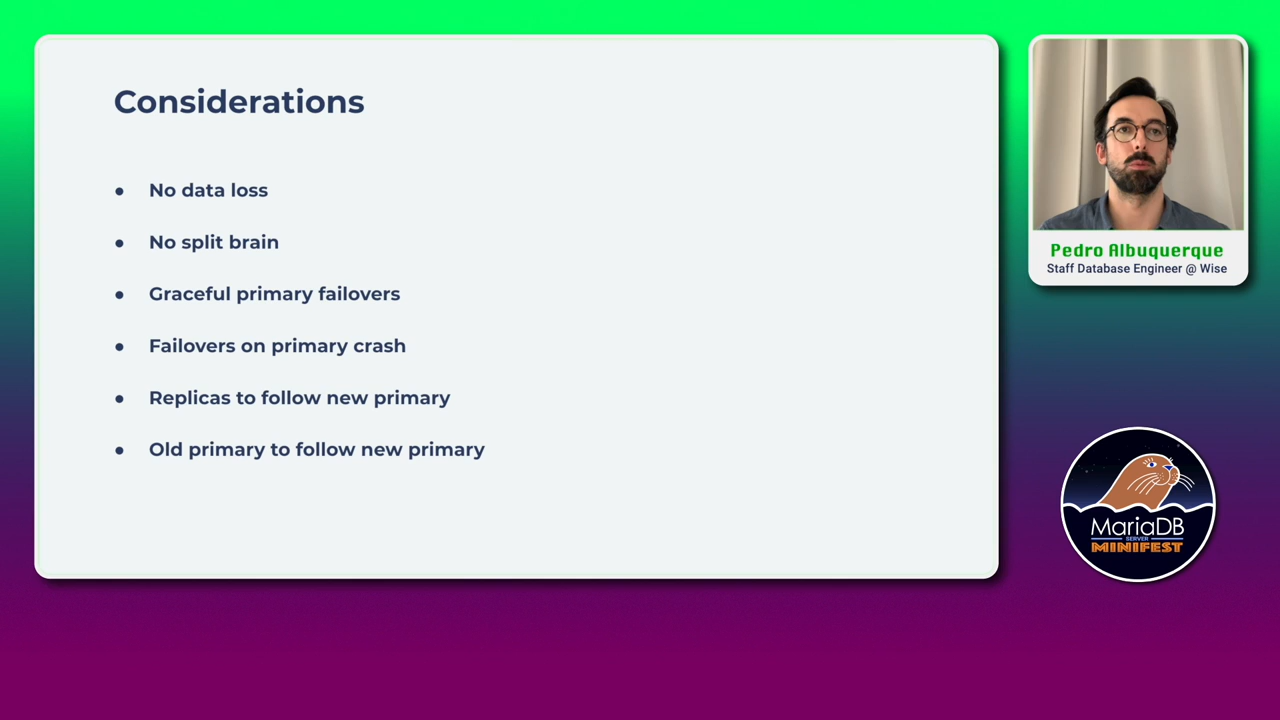 Considerations
● No data loss
● No split brain
● Graceful primary failovers
● Failovers on primary crash
● Replicas to follow new primary
● Old primary to follow new primary
Pedro Albuquerque
Staff Database Engineer @ Wise
MariaDB
SERVER
MINIFEST